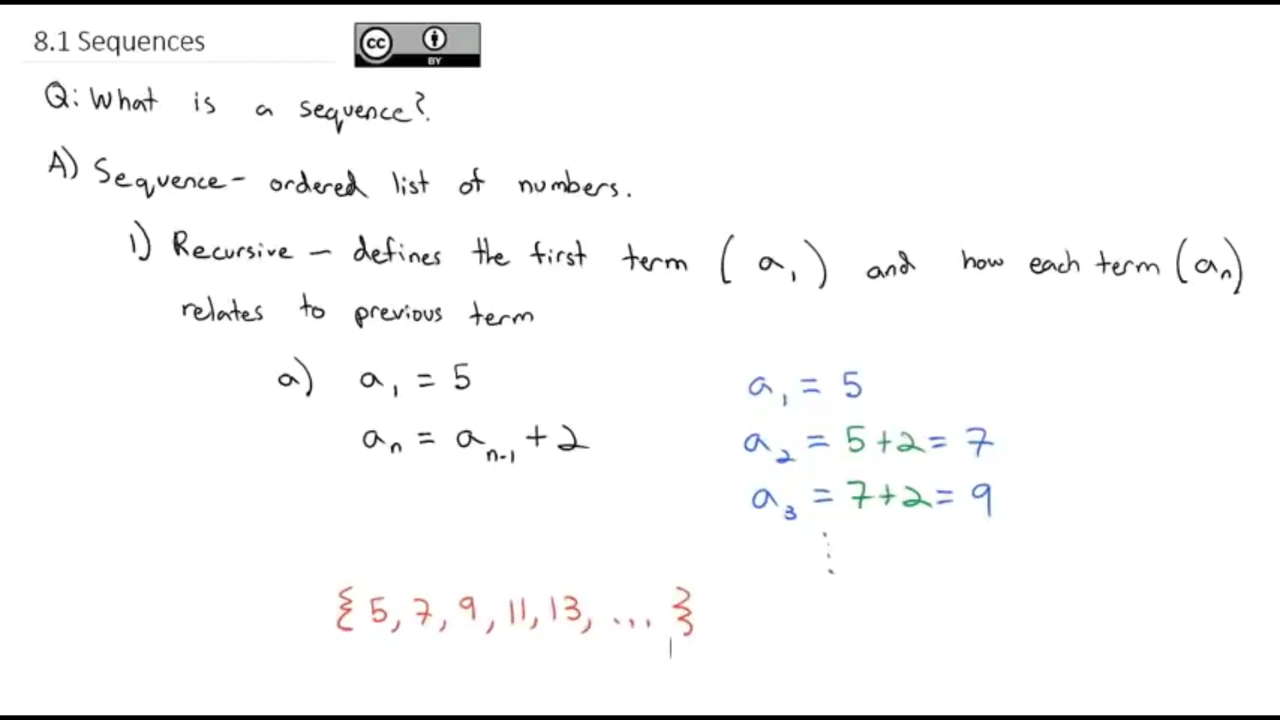 8.1 Sequences
cc BY
Q: What is a sequence?
A) Sequence – ordered list of numbers.
1) Recursive – defines the first term (a₁) and how each term (aₙ)
relates to previous term
a) a₁ = 5
aₙ = aₙ₋₁ + 2
a₁ = 5
a₂ = 5+2 = 7
a₃ = 7+2 = 9
⋮
{ 5, 7, 9, 11, 13, ... }